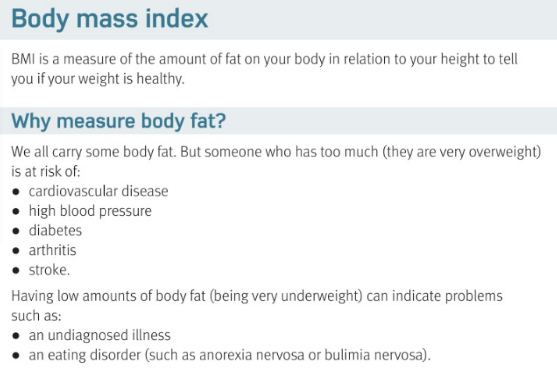 Body mass index
BMI is a measure of the amount of fat on your body in relation to your height to tell
you if your weight is healthy.
Why measure body fat?
We all carry some body fat. But someone who has too much (they are very overweight)
is at risk of:
● cardiovascular disease
● high blood pressure
● diabetes
● arthritis
● stroke.
Having low amounts of body fat (being very underweight) can indicate problems
such as:
● an undiagnosed illness
● an eating disorder (such as anorexia nervosa or bulimia nervosa).